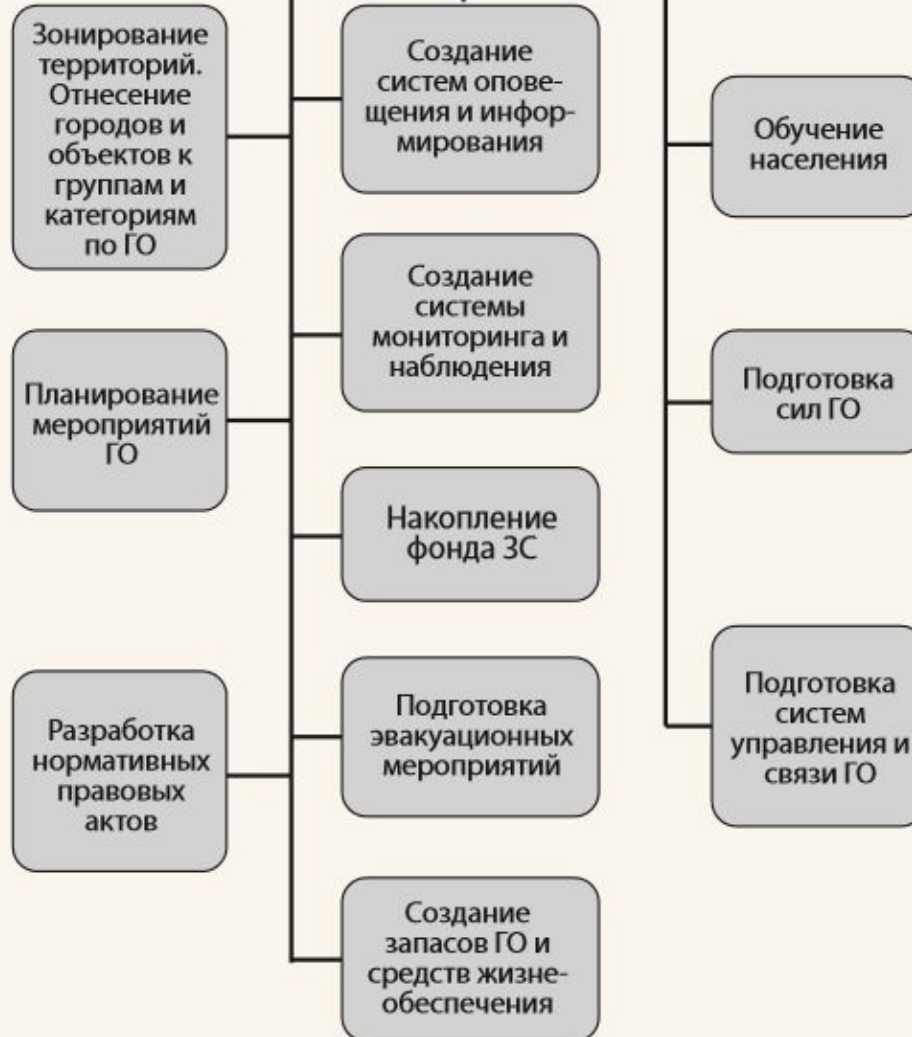 Зонирование
территорий.
Отнесение
городов и
объектов к
группам и
категориям
по ГО
Планирование
мероприятий
ГО
Разработка
нормативных
правовых
актов
Создание
систем опове-
щения и инфор-
мирования
Создание
системы
мониторинга и
наблюдения
Накопление
фонда ЗС
Подготовка
эвакуационных
мероприятий
Создание
запасов ГО и
средств жизне-
обеспечения
Обучение
населения
Подготовка
сил ГО
Подготовка
систем
управления и
связи ГО